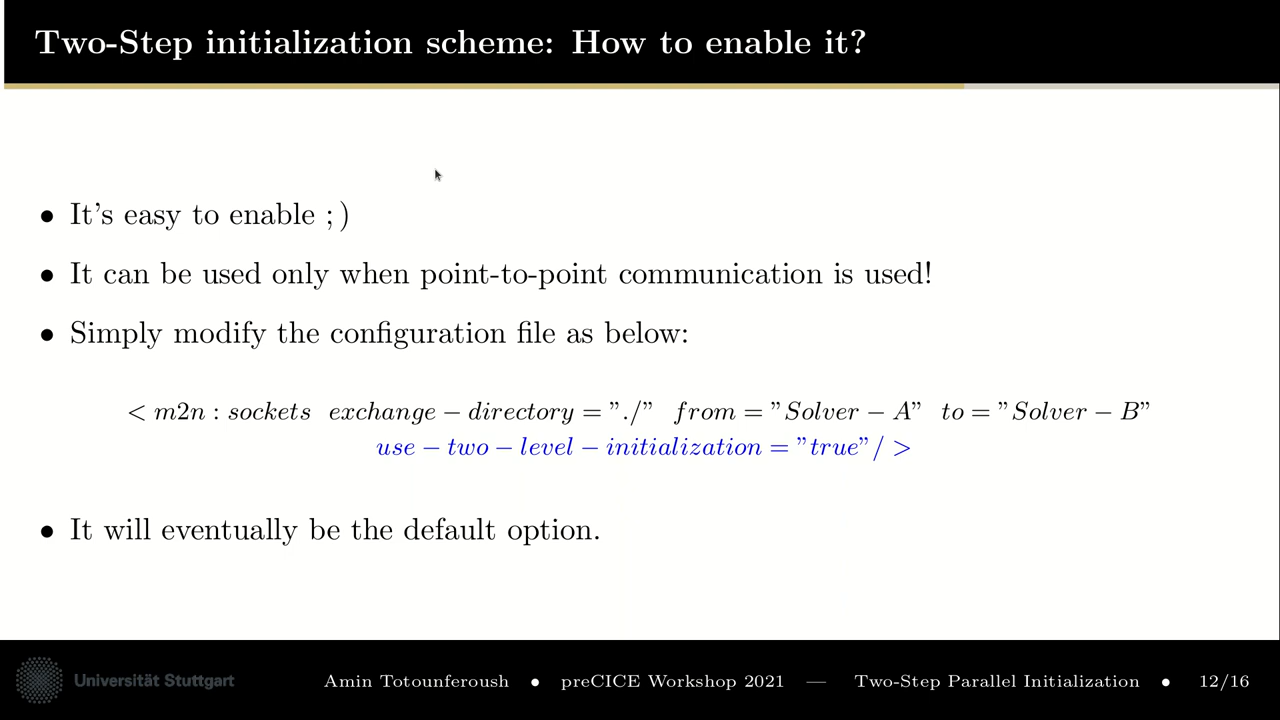 Two-Step initialization scheme: How to enable it?
• It's easy to enable ;)
• It can be used only when point-to-point communication is used!
• Simply modify the configuration file as below:
< m2n : sockets exchange − directory = ”./” from = ”Solver − A” to = ”Solver − B”
use − two − level − initialization = ”true”/ >
• It will eventually be the default option.
Universität Stuttgart
Amin Totounferoush • preCICE Workshop 2021 — Two-Step Parallel Initialization • 12/16